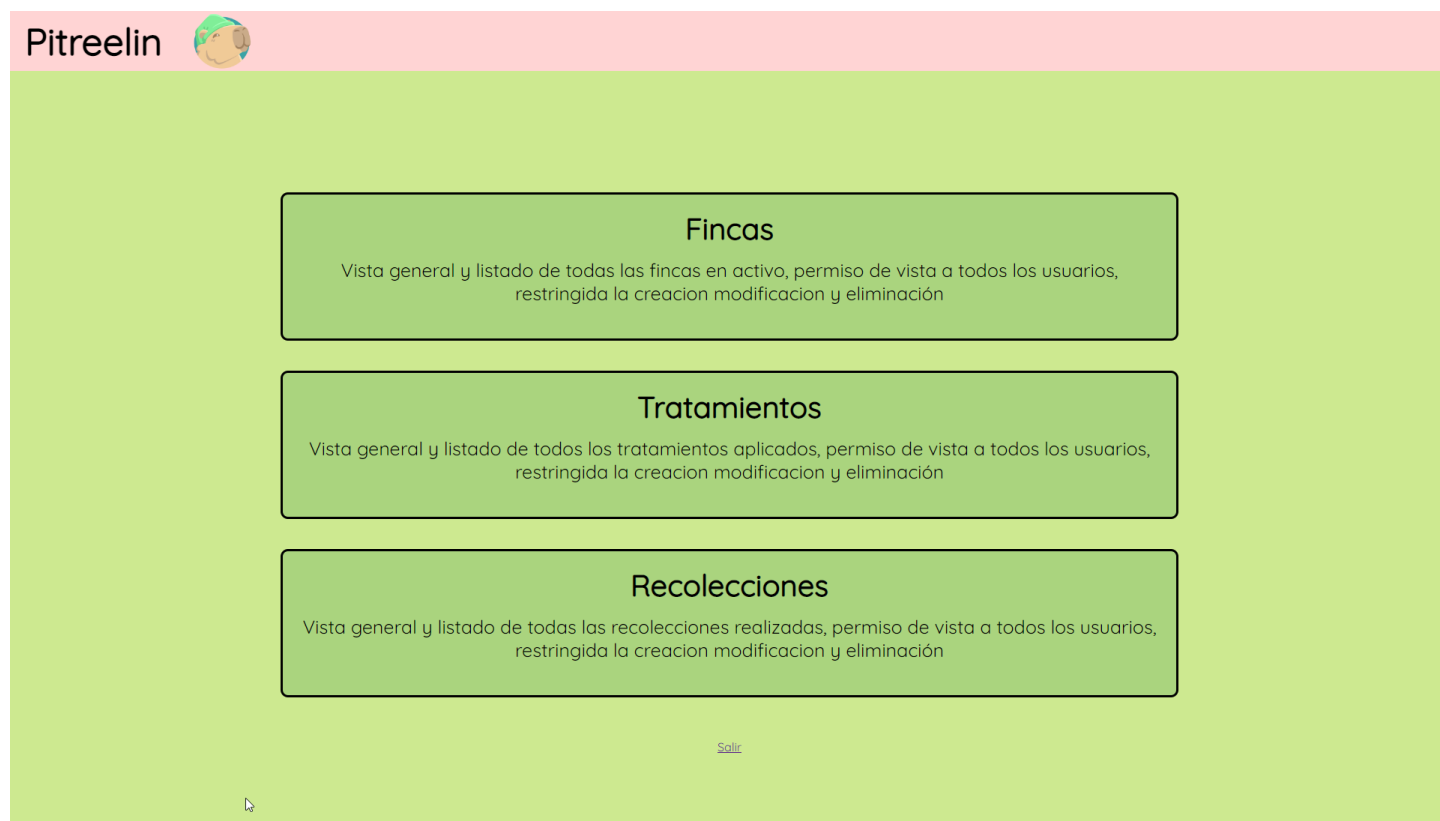 Pitreelin
Fincas
Vista general y listado de todas las fincas en activo, permiso de vista a todos los usuarios,
restringida la creacion modificacion y eliminación
Tratamientos
Vista general y listado de todos los tratamientos aplicados, permiso de vista a todos los usuarios,
restringida la creacion modificacion y eliminación
Recolecciones
Vista general y listado de todas las recolecciones realizadas, permiso de vista a todos los usuarios,
restringida la creacion modificacion y eliminación
Salir